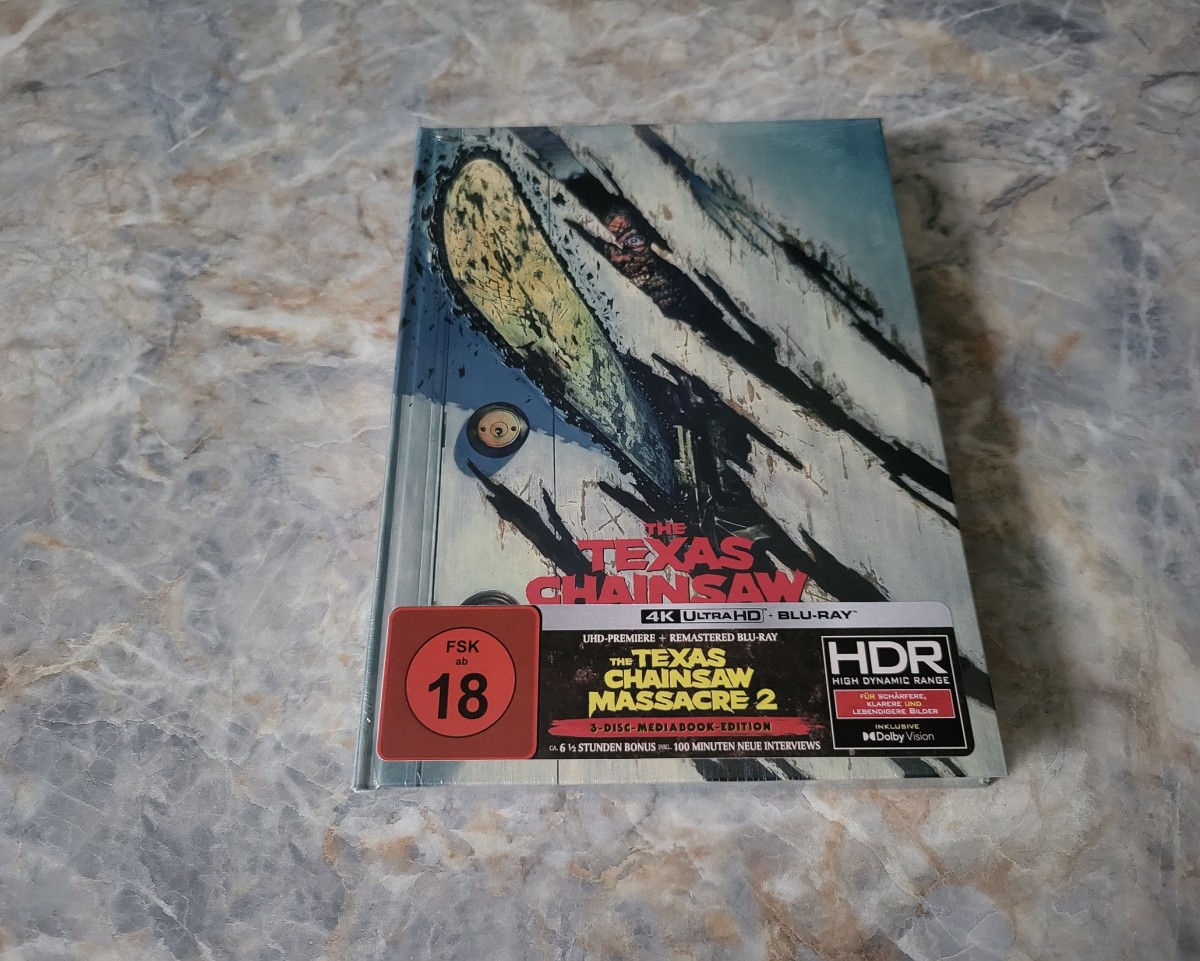 THE
TEXAS
CHAINSAW
4K ULTRA HD + BLU-RAY™
FSK
ab
18
UHD-PREMIERE + REMASTERED BLU-RAY
THE TEXAS
CHAINSAW
MASSACRE 2
3-DISC-MEDIABOOK-EDITION
CA. 6 ½ STUNDEN BONUS INKL. 100 MINUTEN NEUE INTERVIEWS
HDR
HIGH DYNAMIC RANGE
FÜR SCHÄRFERE,
KLARERE UND
LEBENDIGERE BILDER
INKLUSIVE
Dolby Vision